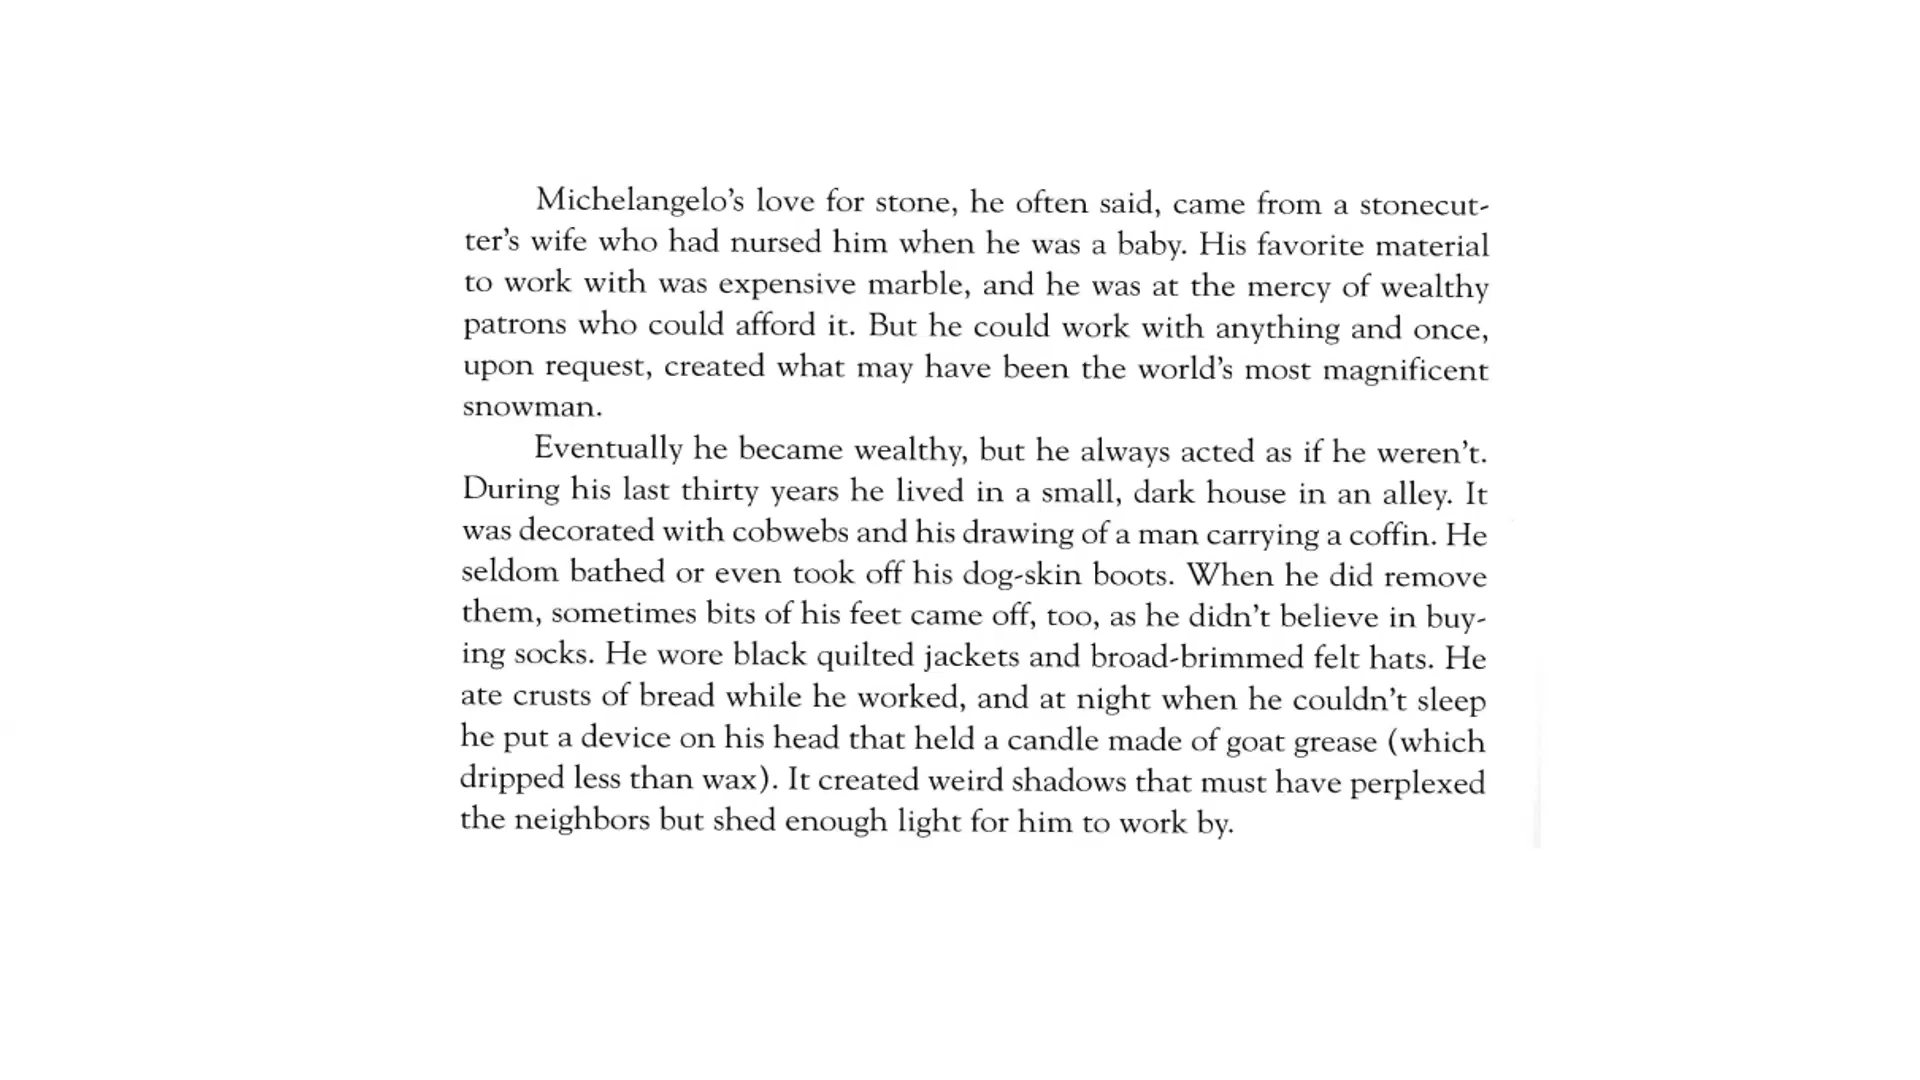 Michelangelo's love for stone, he often said, came from a stonecut-
ter's wife who had nursed him when he was a baby. His favorite material
to work with was expensive marble, and he was at the mercy of wealthy
patrons who could afford it. But he could work with anything and once,
upon request, created what may have been the world's most magnificent
snowman.
Eventually he became wealthy, but he always acted as if he weren't.
During his last thirty years he lived in a small, dark house in an alley. It
was decorated with cobwebs and his drawing of a man carrying a coffin. He
seldom bathed or even took off his dog-skin boots. When he did remove
them, sometimes bits of his feet came off, too, as he didn't believe in buy-
ing socks. He wore black quilted jackets and broad-brimmed felt hats. He
ate crusts of bread while he worked, and at night when he couldn't sleep
he put a device on his head that held a candle made of goat grease (which
dripped less than wax). It created weird shadows that must have perplexed
the neighbors but shed enough light for him to work by.